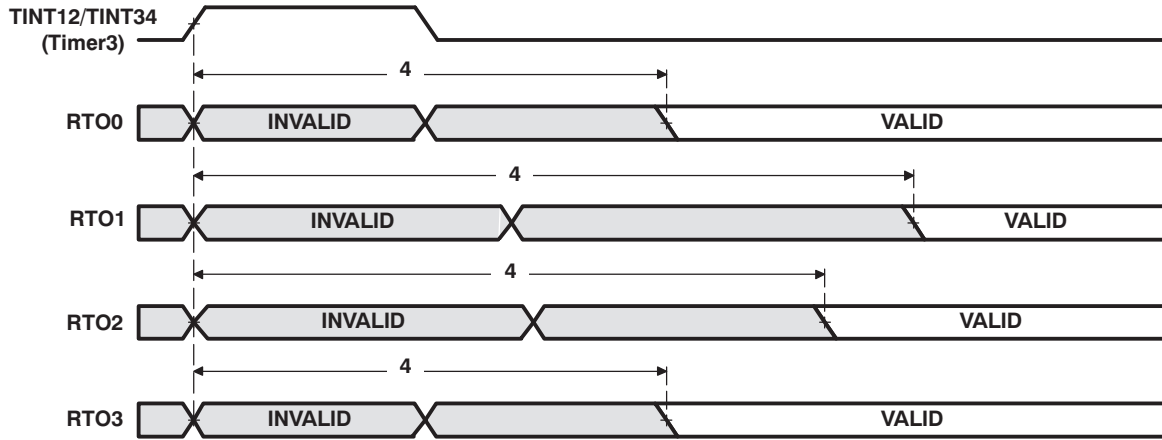 TINT12/TINT34
(Timer3)
4
RTO0 INVALID VALID
4
RTO1 INVALID VALID
4
RTO2 INVALID VALID
4
RTO3 INVALID VALID